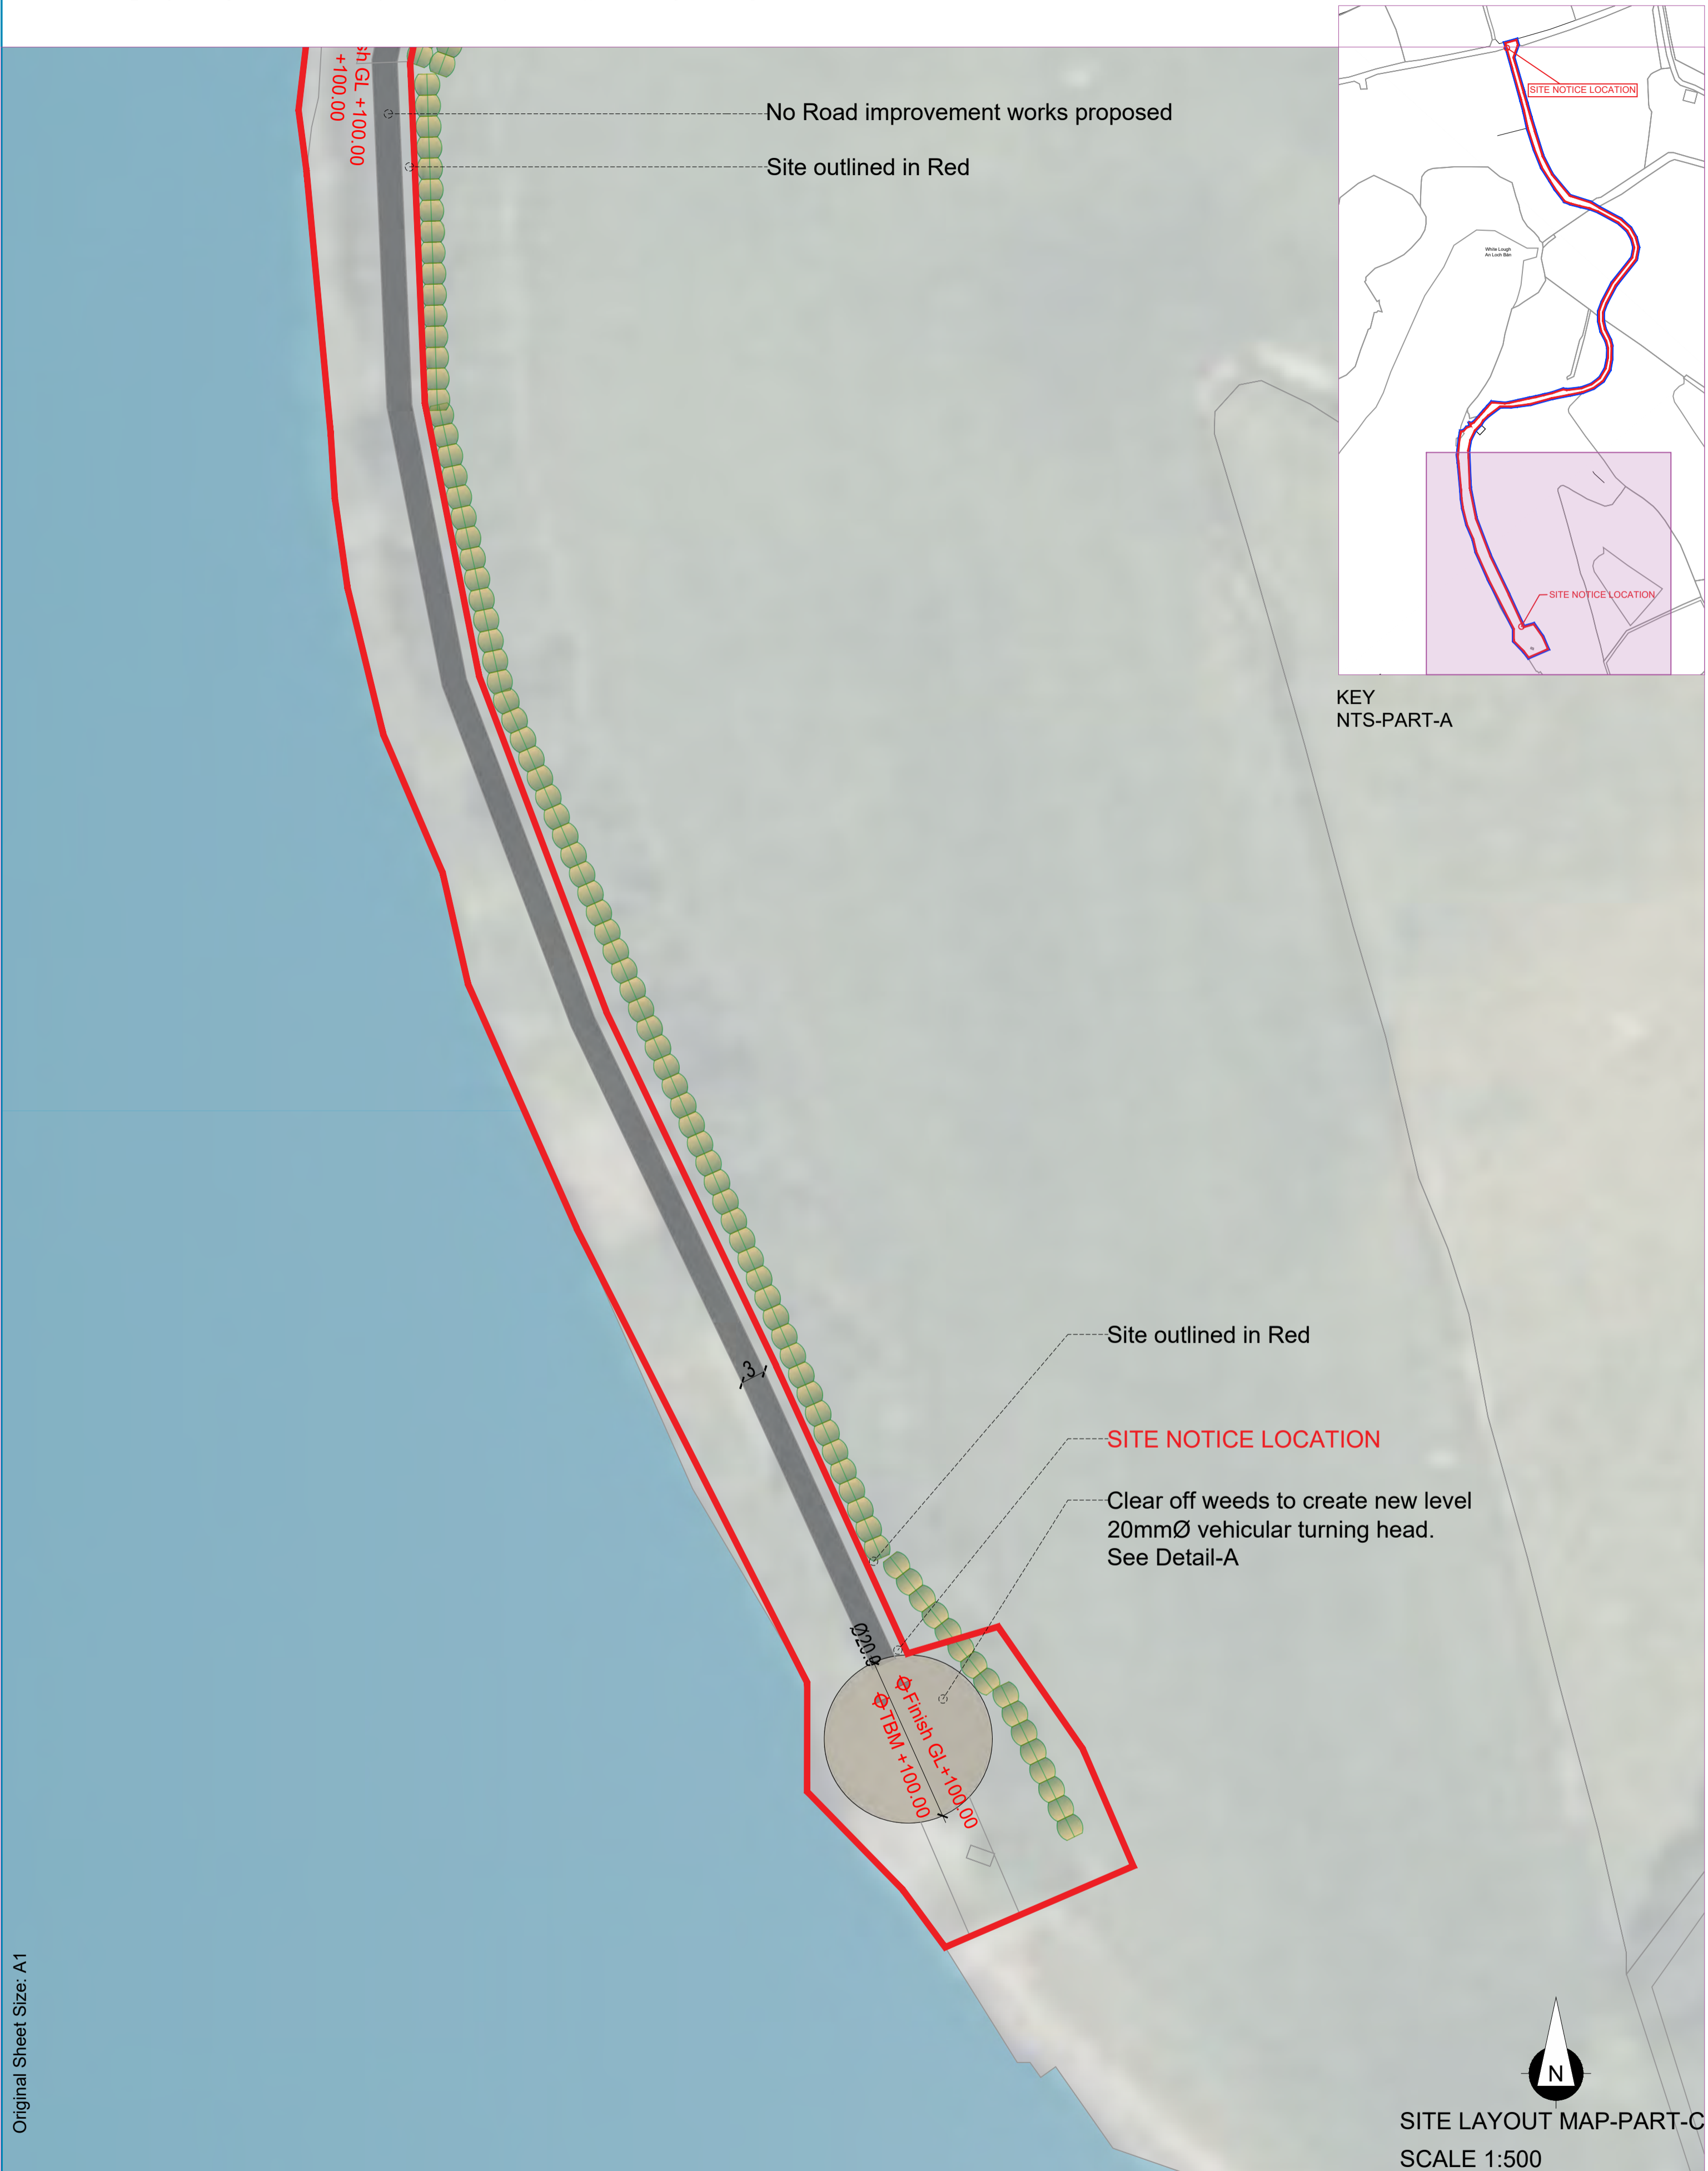 sh GL +100.00
+100.00
No Road improvement works proposed
Site outlined in Red
SITE NOTICE LOCATION
White Lough
An Loch Bán
SITE NOTICE LOCATION
KEY
NTS-PART-A
3
Site outlined in Red
SITE NOTICE LOCATION
Clear off weeds to create new level
20mmØ vehicular turning head.
See Detail-A
Ø20.0
Finish GL+100.00
TBM +100.00
Original Sheet Size: A1
N
SITE LAYOUT MAP-PART-C
SCALE 1:500